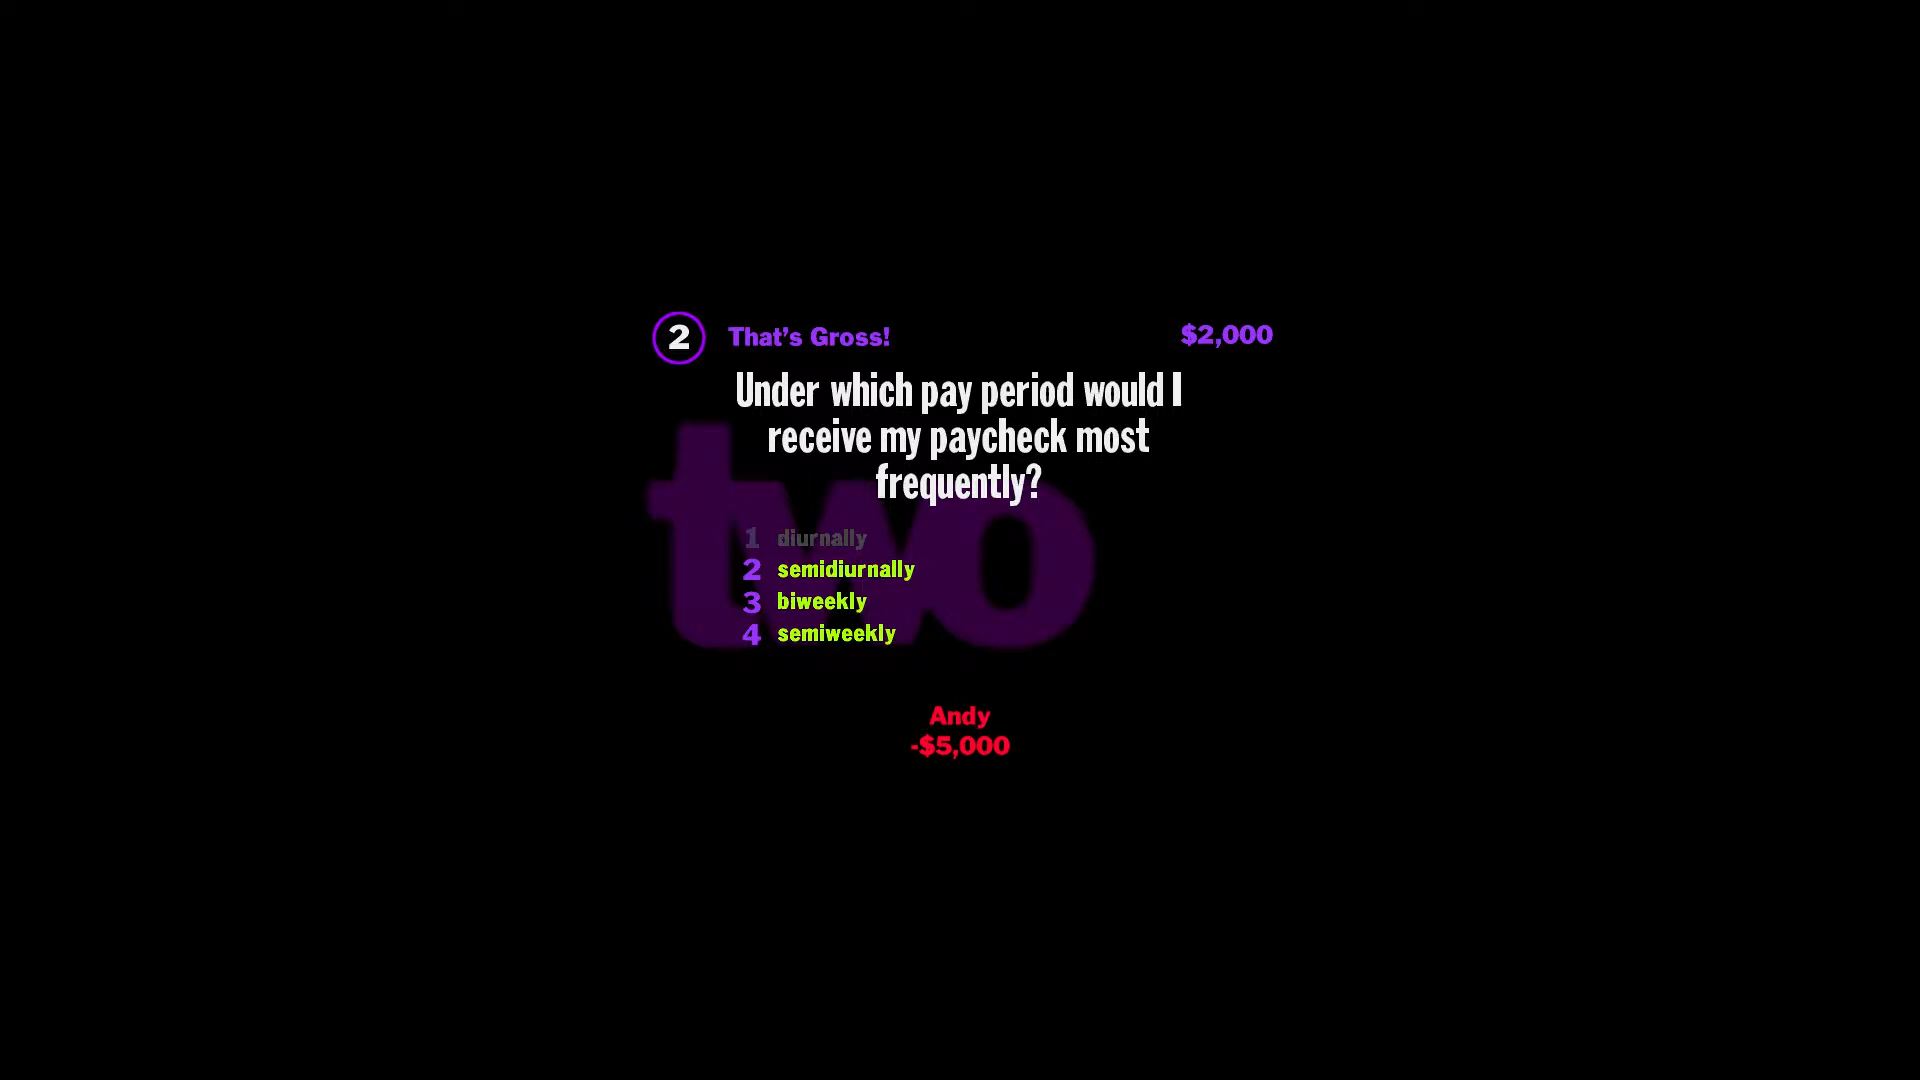 2 That's Gross! $2,000
Under which pay period would I
receive my paycheck most
frequently?
two
1 diurnally
2 semidiurnally
3 biweekly
4 semiweekly
Andy
-$5,000